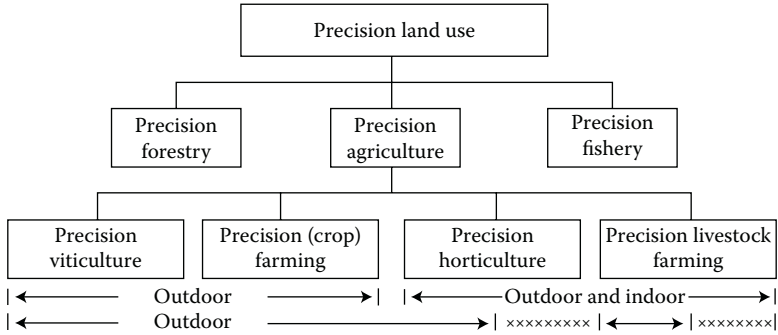 Precision land use
Precision
forestry
Precision
agriculture
Precision
fishery
Precision
viticulture
Precision (crop)
farming
Precision
horticulture
Precision livestock
farming
Outdoor
Outdoor and indoor
Outdoor
×××××××××
××××××××